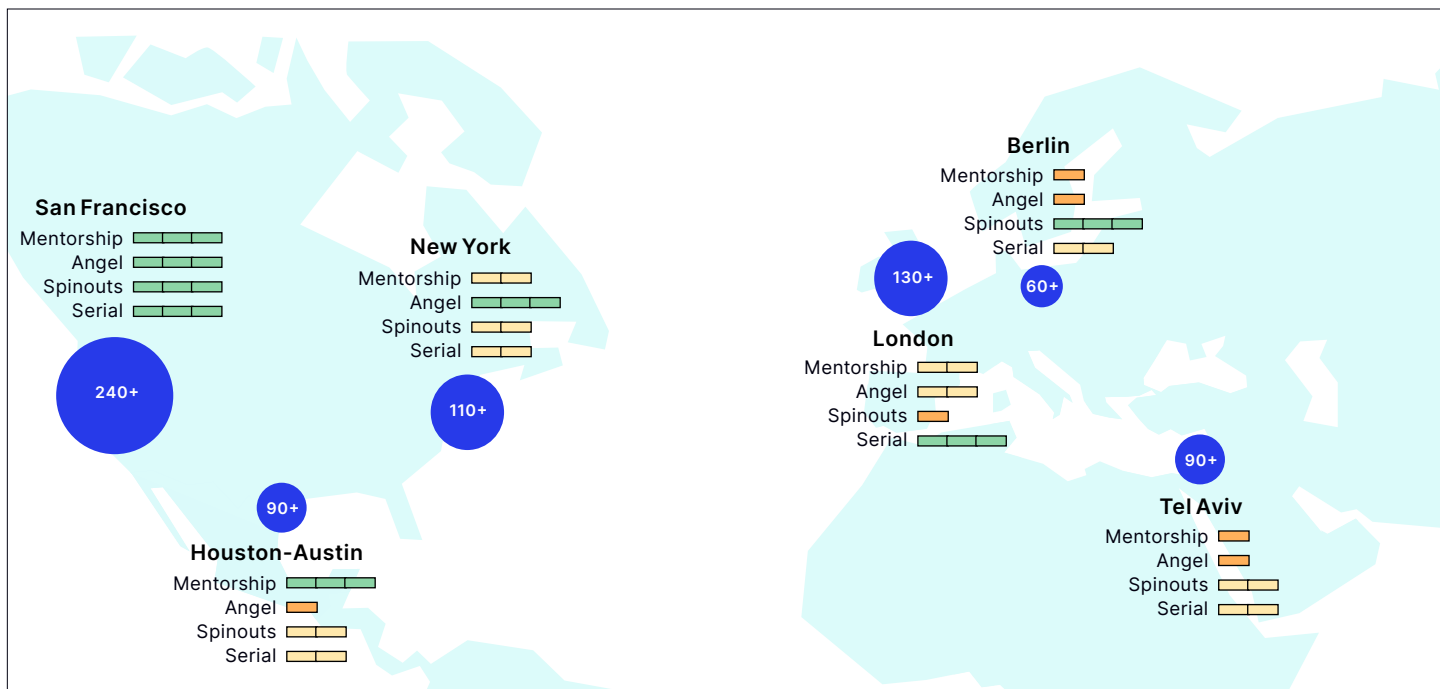 San Francisco
Mentorship
Angel
Spinouts
Serial
240+
New York
Mentorship
Angel
Spinouts
Serial
110+
90+
Houston-Austin
Mentorship
Angel
Spinouts
Serial
Berlin
Mentorship
Angel
Spinouts
Serial
60+
130+
London
Mentorship
Angel
Spinouts
Serial
90+
Tel Aviv
Mentorship
Angel
Spinouts
Serial